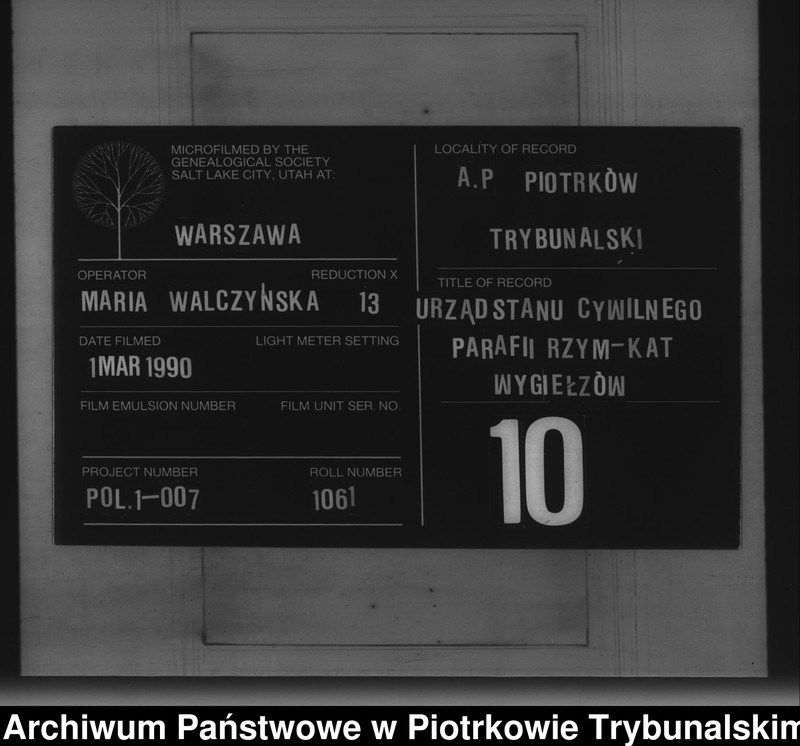 MICROFILMED BY THE
GENEALOGICAL SOCIETY
SALT LAKE CITY, UTAH AT:
WARSZAWA
OPERATOR REDUCTION X
MARIA WALCZYŃSKA 13
DATE FILMED LIGHT METER SETTING
1 MAR 1990
FILM EMULSION NUMBER FILM UNIT SER. NO.
PROJECT NUMBER ROLL NUMBER
POL.1-007 1061
LOCALITY OF RECORD
A.P PIOTRKÒW
TRYBUNALSKI
TITLE OF RECORD
URZĄD STANU CYWILNEGO
PARAFII RZYM-KAT
WYGIEŁZÒW
10
Archiwum Państwowe w Piotrkowie Trybunalskim